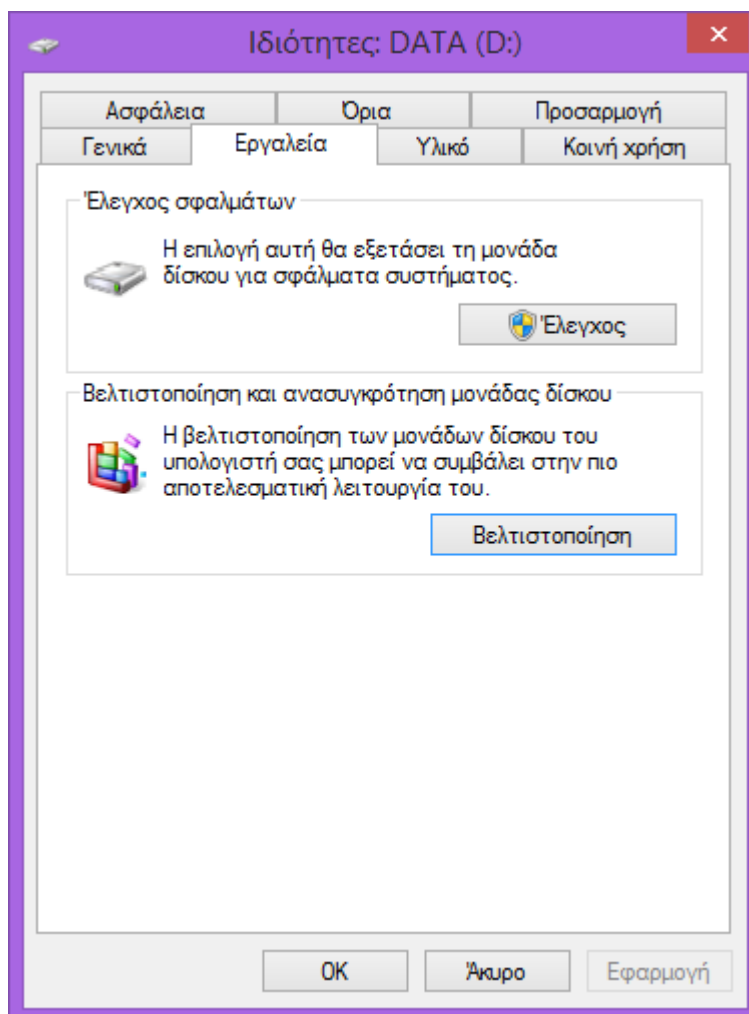 Ιδιότητες: DATA (D:)
Ασφάλεια Όρια Προσαρμογή
Γενικά Εργαλεία Υλικό Κοινή χρήση
Έλεγχος σφαλμάτων
Η επιλογή αυτή θα εξετάσει τη μονάδα
δίσκου για σφάλματα συστήματος.
Έλεγχος
Βελτιστοποίηση και ανασυγκρότηση μονάδας δίσκου
Η βελτιστοποίηση των μονάδων δίσκου του
υπολογιστή σας μπορεί να συμβάλει στην πιο
αποτελεσματική λειτουργία του.
Βελτιστοποίηση
OK Άκυρο Εφαρμογή